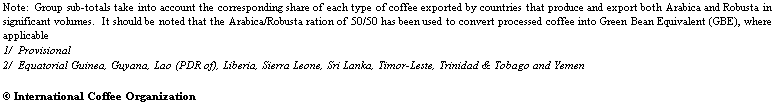 Note: Group sub-totals take into account the corresponding share of each type of coffee exported by countries that produce and export both Arabica and Robusta in
significant volumes. It should be noted that the Arabica/Robusta ration of 50/50 has been used to convert processed coffee into Green Bean Equivalent (GBE), where
applicable
1/ Provisional
2/ Equatorial Guinea, Guyana, Lao (PDR of), Liberia, Sierra Leone, Sri Lanka, Timor-Leste, Trinidad & Tobago and Yemen
© International Coffee Organization